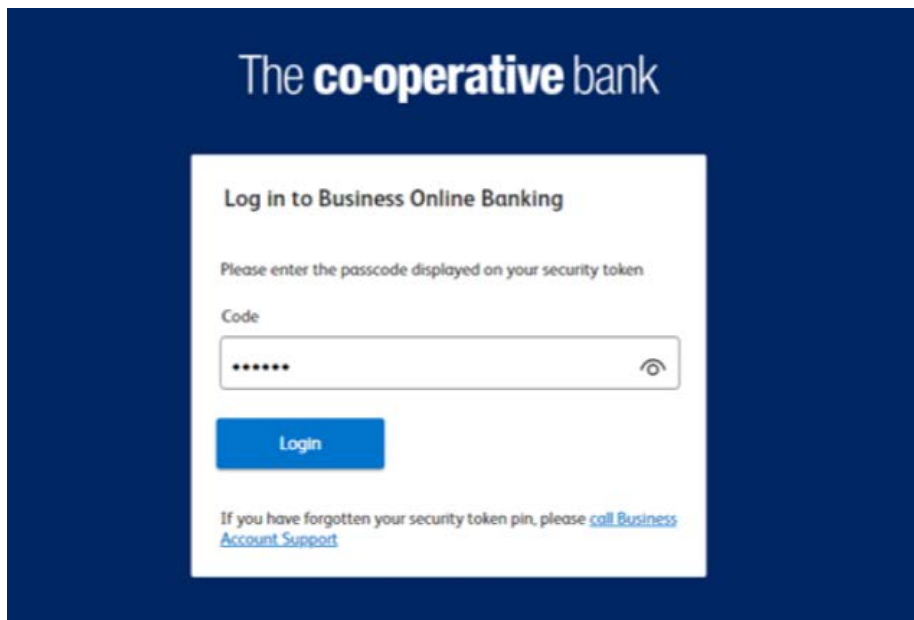 The co-operative bank
Log in to Business Online Banking
Please enter the passcode displayed on your security token
Code
••••••
Login
If you have forgotten your security token pin, please call Business
Account Support